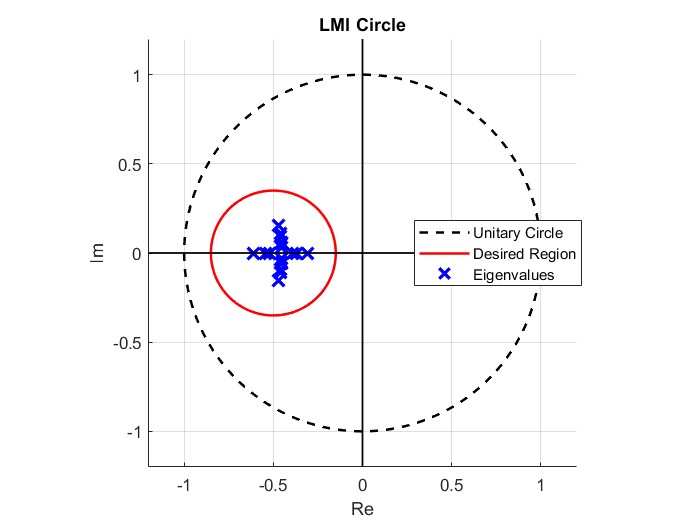 LMI Circle
1
0.5
0
-0.5
-1
Im
Unitary Circle
Desired Region
Eigenvalues
-1
-0.5
0
0.5
1
Re